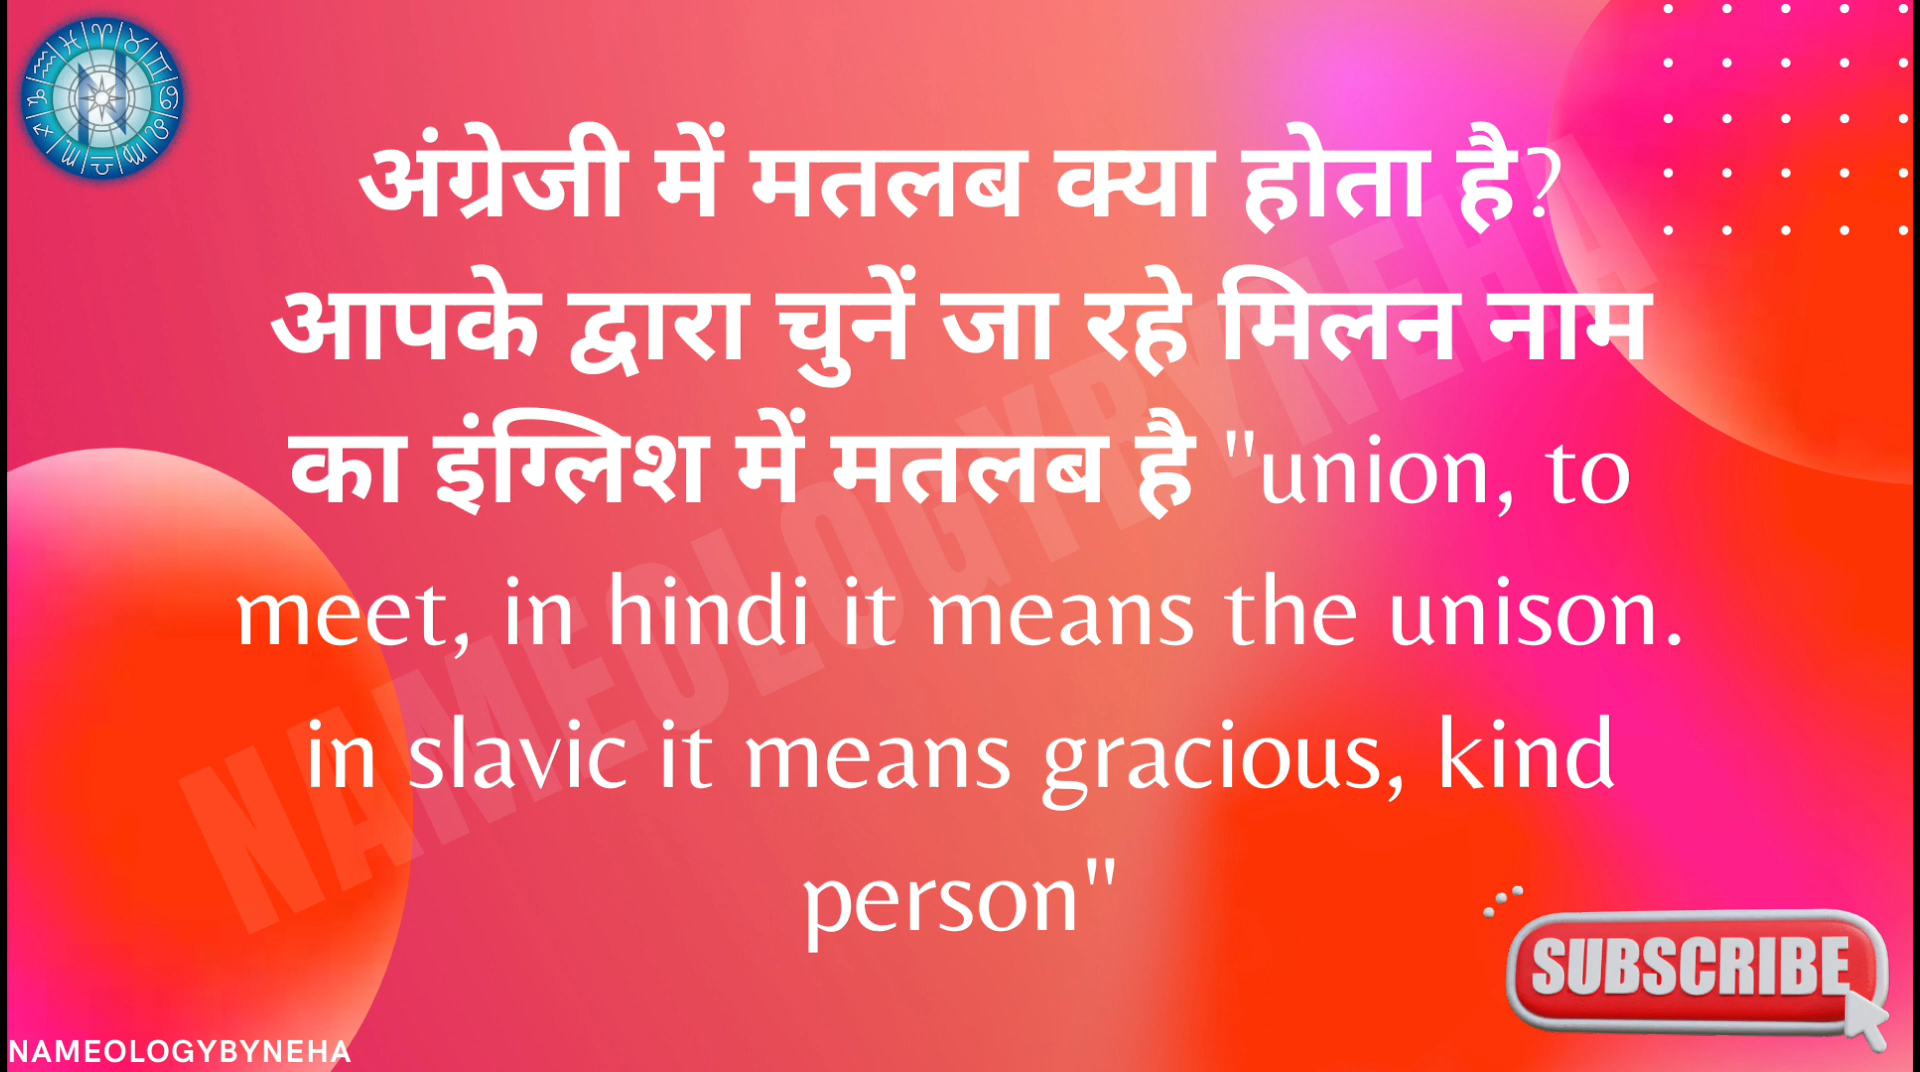 अंग्रेजी में मतलब क्या होता है?
आपके द्वारा चुनें जा रहे मिलन नाम
का इंग्लिश में मतलब है "union, to
meet, in hindi it means the unison.
in slavic it means gracious, kind
person"
NAMEOLOGYBYNEHA
SUBSCRIBE
NAMEOLOGYBYNEHA